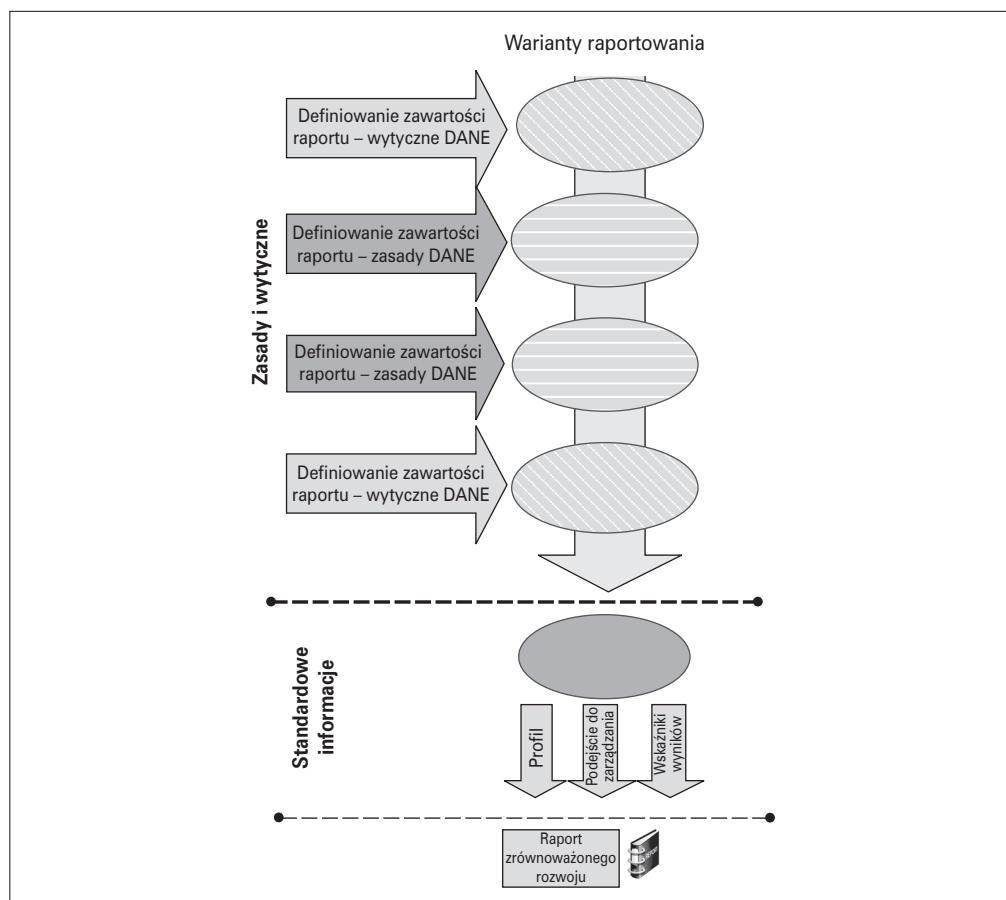 Warianty raportowania
Definiowanie zawartości
raportu – wytyczne DANE
Definiowanie zawartości
raportu – zasady DANE
Definiowanie zawartości
raportu – zasady DANE
Definiowanie zawartości
raportu – wytyczne DANE
Zasady i wytyczne
Standardowe
informacje
Profil
Podejście do
zarządzania
Wskaźniki
wyników
Raport
zrównoważonego
rozwoju
REPORT